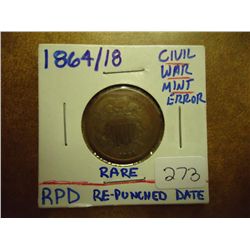 1864/18
CIVIL
WAR
MINT
ERROR
RARE
273
RPD RE-PUNCHED DATE